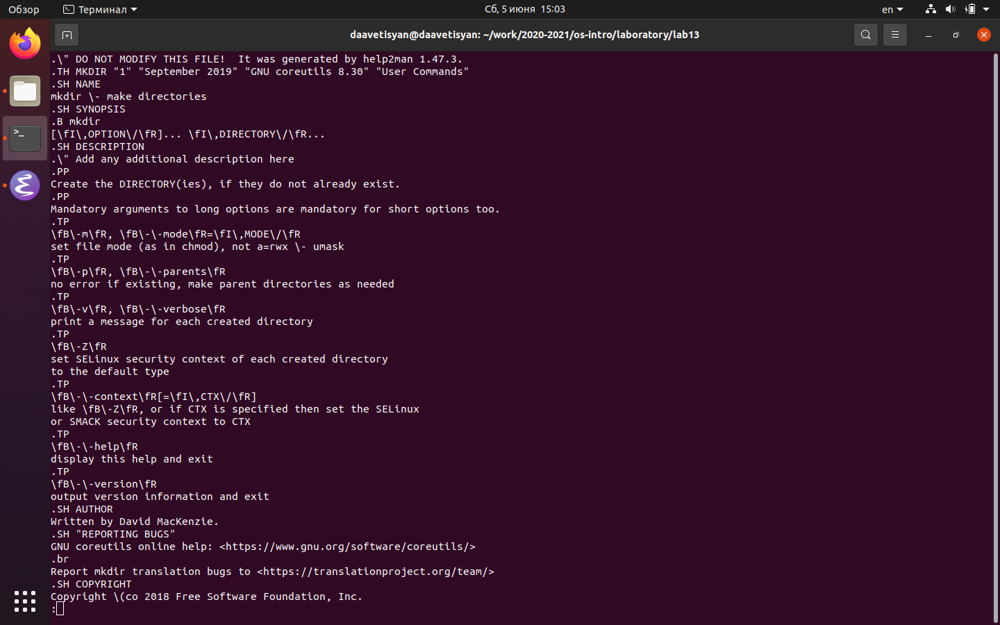 Обзор
Терминал
Сб, 5 июня 15:03
en
daavetisyan@daavetisyan: ~/work/2020-2021/os-intro/laboratory/lab13
.\" DO NOT MODIFY THIS FILE!  It was generated by help2man 1.47.3.
.TH MKDIR "1" "September 2019" "GNU coreutils 8.30" "User Commands"
.SH NAME
mkdir \- make directories
.SH SYNOPSIS
.B mkdir
[\fI\,OPTION\/\fR]... \fI\,DIRECTORY\/\fR...
.SH DESCRIPTION
.\" Add any additional description here
.PP
Create the DIRECTORY(ies), if they do not already exist.
.PP
Mandatory arguments to long options are mandatory for short options too.
.TP
\fB\-m\fR, \fB\-\-mode\fR=\fI\,MODE\/\fR
set file mode (as in chmod), not a=rwx \- umask
.TP
\fB\-p\fR, \fB\-\-parents\fR
no error if existing, make parent directories as needed
.TP
\fB\-v\fR, \fB\-\-verbose\fR
print a message for each created directory
.TP
\fB\-Z\fR
set SELinux security context of each created directory
to the default type
.TP
\fB\-\-context\fR[=\fI\,CTX\/\fR]
like \fB\-Z\fR, or if CTX is specified then set the SELinux
or SMACK security context to CTX
.TP
\fB\-\-help\fR
display this help and exit
.TP
\fB\-\-version\fR
output version information and exit
.SH AUTHOR
Written by David MacKenzie.
.SH "REPORTING BUGS"
GNU coreutils online help: <https://www.gnu.org/software/coreutils/>
.br
Report mkdir translation bugs to <https://translationproject.org/team/>
.SH COPYRIGHT
Copyright \(co 2018 Free Software Foundation, Inc.
: